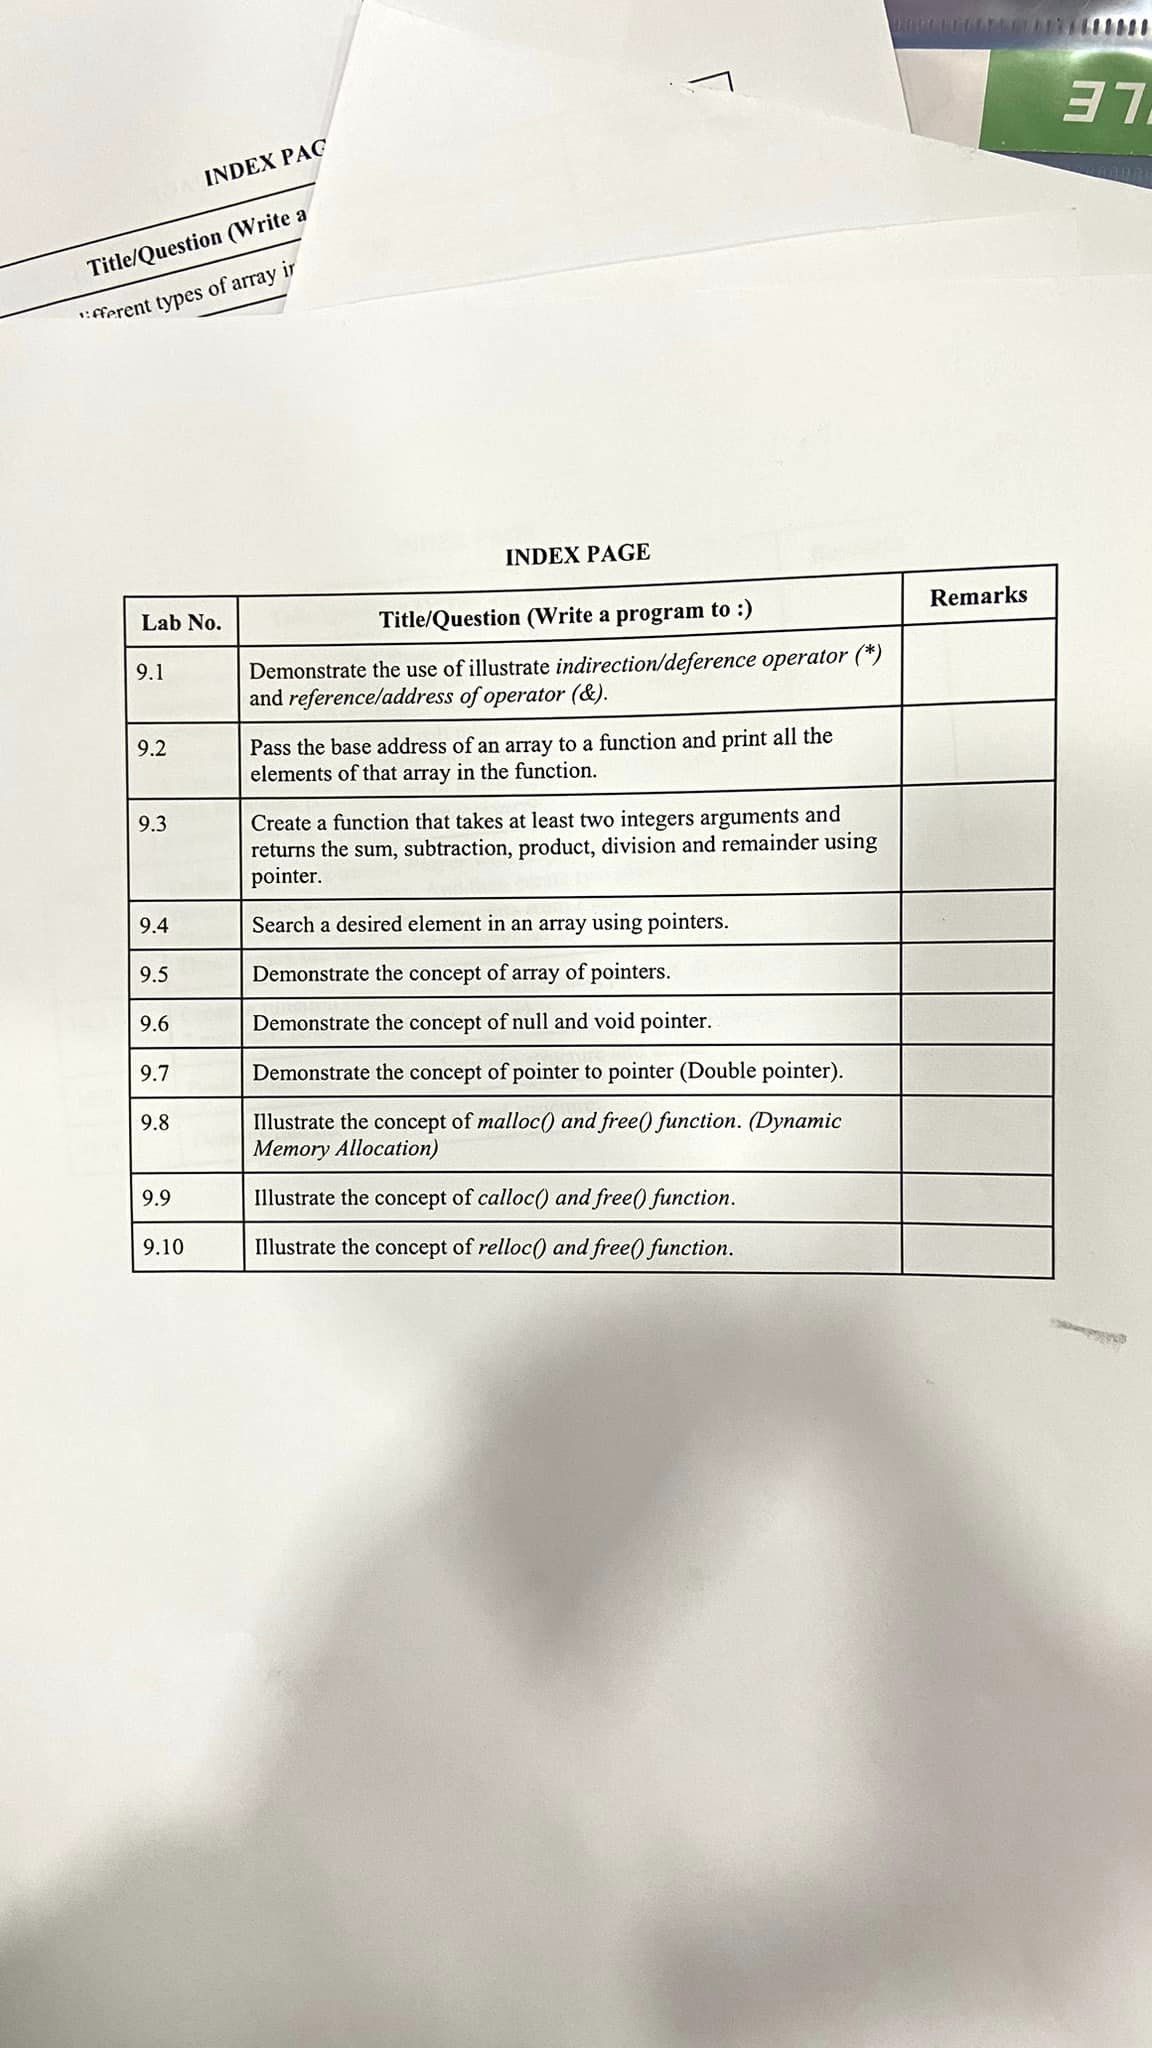 INDEX PAG
Title/Question (Write a
ifferent types of array in
INDEX PAGE
Lab No.
Title/Question (Write a program to :)
Remarks
9.1
Demonstrate the use of illustrate indirection/deference operator (*)
and reference/address of operator (&).
9.2
Pass the base address of an array to a function and print all the
elements of that array in the function.
9.3
Create a function that takes at least two integers arguments and
returns the sum, subtraction, product, division and remainder using
pointer.
9.4
Search a desired element in an array using pointers.
9.5
Demonstrate the concept of array of pointers.
9.6
Demonstrate the concept of null and void pointer.
9.7
Demonstrate the concept of pointer to pointer (Double pointer).
9.8
Illustrate the concept of malloc() and free() function. (Dynamic
Memory Allocation)
9.9
Illustrate the concept of calloc() and free() function.
9.10
Illustrate the concept of relloc() and free() function.